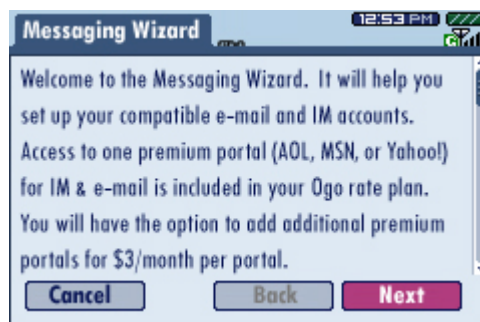 Messaging Wizard
12:53 PM
Welcome to the Messaging Wizard. It will help you
set up your compatible e-mail and IM accounts.
Access to one premium portal (AOL, MSN, or Yahoo!)
for IM & e-mail is included in your Ogo rate plan.
You will have the option to add additional premium
portals for $3/month per portal.
Cancel
Back
Next